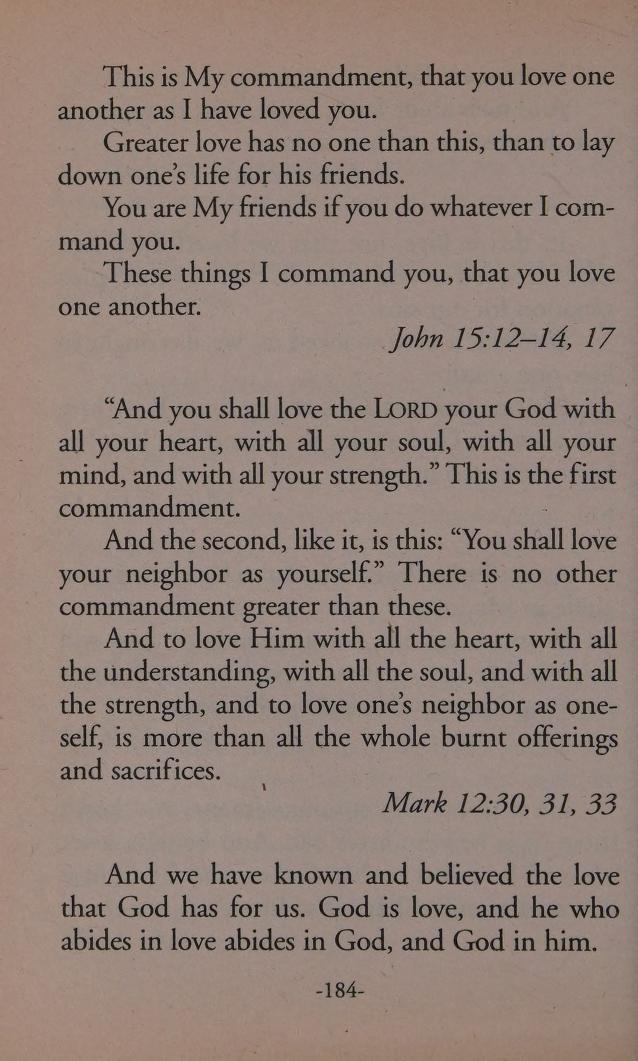 This is My commandment, that you love one
another as I have loved you.
Greater love has no one than this, than to lay
down one's life for his friends.
You are My friends if you do whatever I com-
mand you.
These things I command you, that you love
one another.
John 15:12–14, 17
“And you shall love the LORD your God with
all your heart, with all your soul, with all your
mind, and with all your strength.” This is the first
commandment.
And the second, like it, is this: “You shall love
your neighbor as yourself.” There is no other
commandment greater than these.
And to love Him with all the heart, with all
the understanding, with all the soul, and with all
the strength, and to love one's neighbor as one-
self, is more than all the whole burnt offerings
and sacrifices.
Mark 12:30, 31, 33
And we have known and believed the love
that God has for us. God is love, and he who
abides in love abides in God, and God in him.
-184-